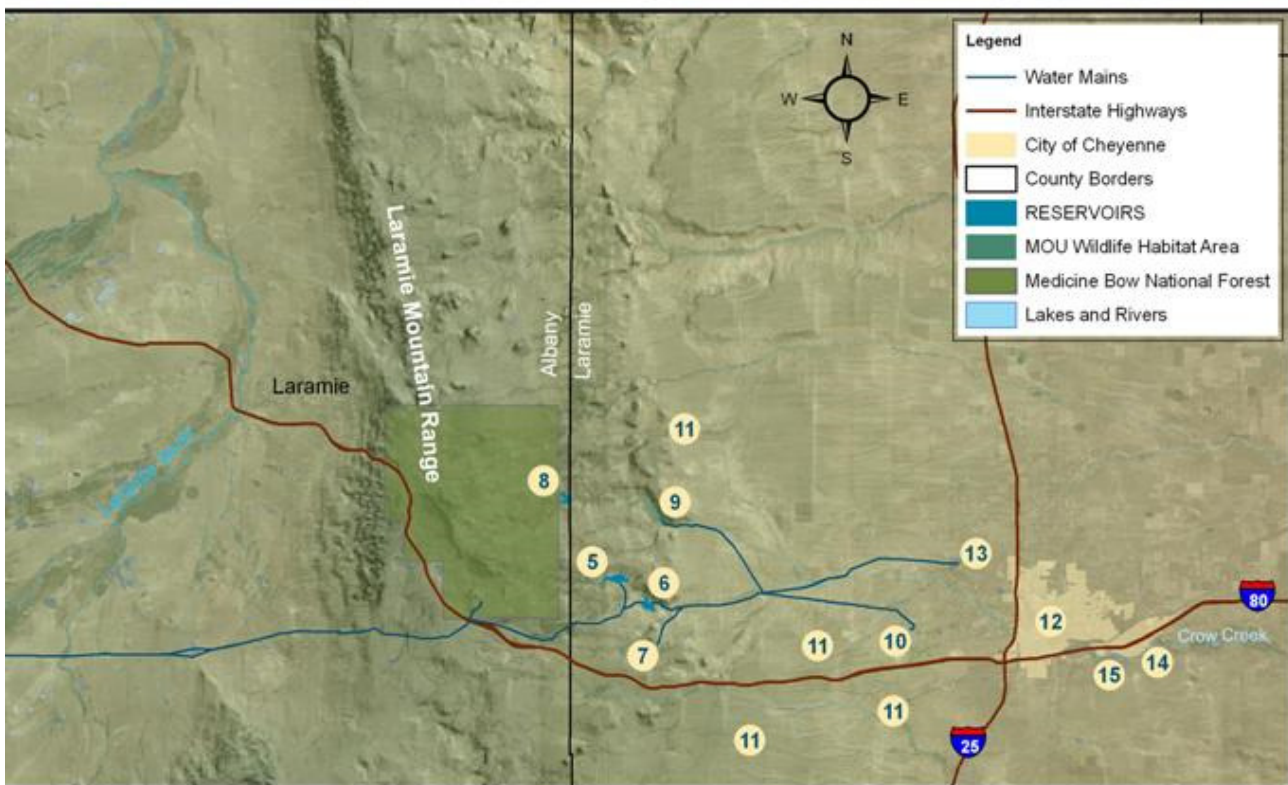 N
W
E
S
Legend
Water Mains
Interstate Highways
City of Cheyenne
County Borders
RESERVOIRS
MOU Wildlife Habitat Area
Medicine Bow National Forest
Lakes and Rivers
Laramie Mountain Range
Albany
Laramie
Laramie
Laramie River
11
8
9
5
6
13
7
11
10
12
15
14
Crow Creek
80
11
11
25